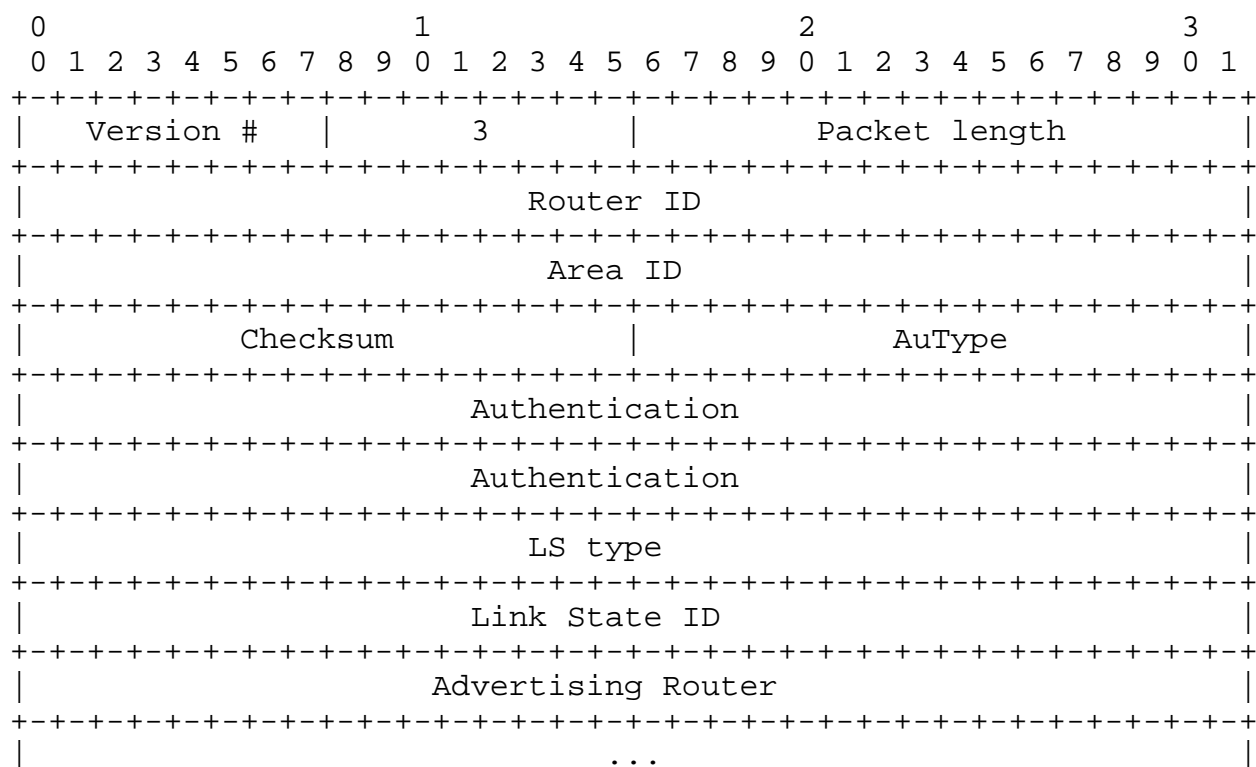 0                   1                   2                   3
0 1 2 3 4 5 6 7 8 9 0 1 2 3 4 5 6 7 8 9 0 1 2 3 4 5 6 7 8 9 0 1
+-+-+-+-+-+-+-+-+-+-+-+-+-+-+-+-+-+-+-+-+-+-+-+-+-+-+-+-+-+-+-+-+
|   Version #   |       3       |         Packet length         |
+-+-+-+-+-+-+-+-+-+-+-+-+-+-+-+-+-+-+-+-+-+-+-+-+-+-+-+-+-+-+-+-+
|                          Router ID                            |
+-+-+-+-+-+-+-+-+-+-+-+-+-+-+-+-+-+-+-+-+-+-+-+-+-+-+-+-+-+-+-+-+
|                           Area ID                             |
+-+-+-+-+-+-+-+-+-+-+-+-+-+-+-+-+-+-+-+-+-+-+-+-+-+-+-+-+-+-+-+-+
|           Checksum            |             AuType            |
+-+-+-+-+-+-+-+-+-+-+-+-+-+-+-+-+-+-+-+-+-+-+-+-+-+-+-+-+-+-+-+-+
|                       Authentication                          |
+-+-+-+-+-+-+-+-+-+-+-+-+-+-+-+-+-+-+-+-+-+-+-+-+-+-+-+-+-+-+-+-+
|                       Authentication                          |
+-+-+-+-+-+-+-+-+-+-+-+-+-+-+-+-+-+-+-+-+-+-+-+-+-+-+-+-+-+-+-+-+
|                          LS type                              |
+-+-+-+-+-+-+-+-+-+-+-+-+-+-+-+-+-+-+-+-+-+-+-+-+-+-+-+-+-+-+-+-+
|                       Link State ID                           |
+-+-+-+-+-+-+-+-+-+-+-+-+-+-+-+-+-+-+-+-+-+-+-+-+-+-+-+-+-+-+-+-+
|                     Advertising Router                        |
+-+-+-+-+-+-+-+-+-+-+-+-+-+-+-+-+-+-+-+-+-+-+-+-+-+-+-+-+-+-+-+-+
|                              ...                              |